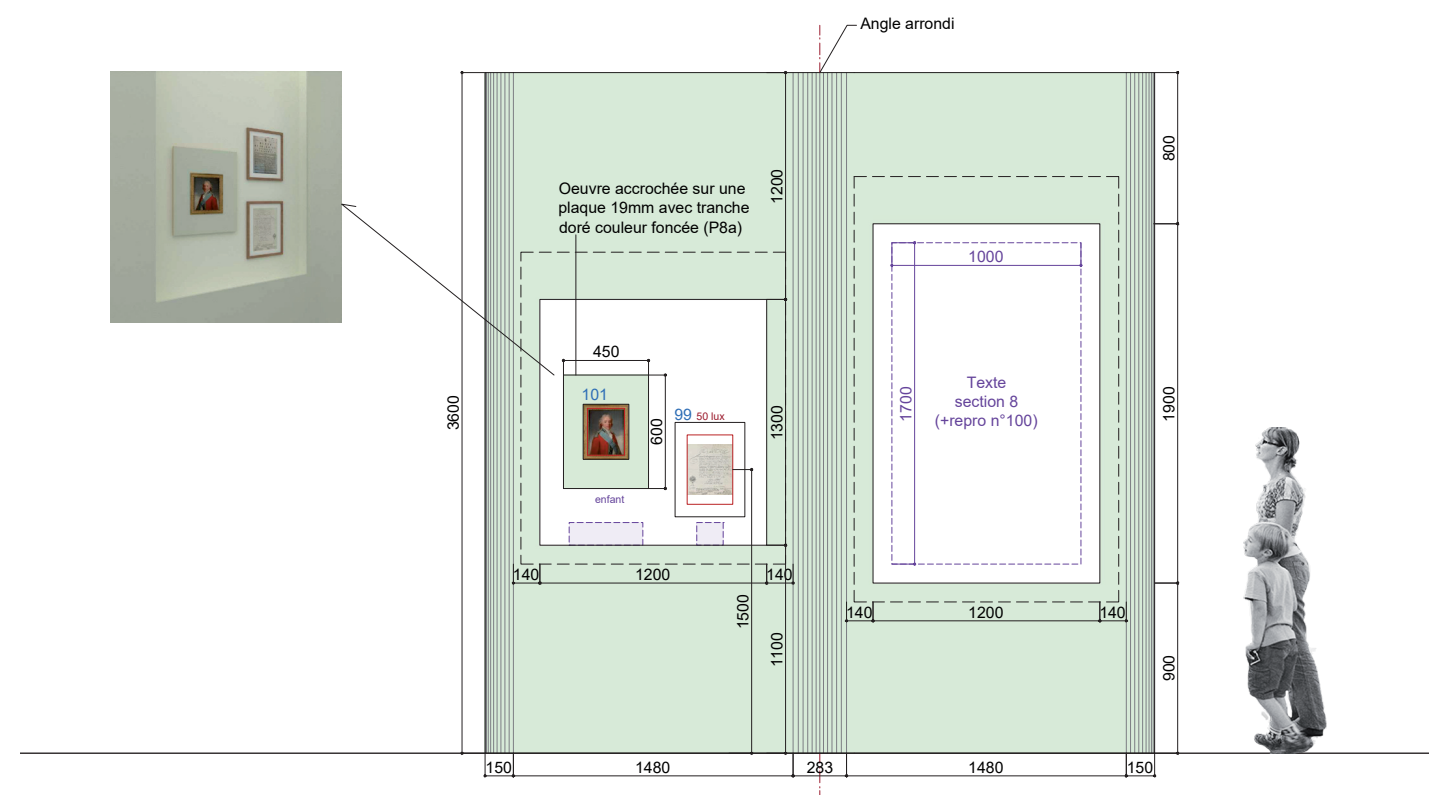 Angle arrondi
800
1200
Oeuvre accrochée sur une
plaque 19mm avec tranche
doré couleur foncée (P8a)
1000
450
101
3600
600
99 50 lux
1300
1700
Texte
section 8
(+repro n°100)
1900
enfant
140 1200 140
1500
1100
140 1200 140
900
150 1480 283 1480 150